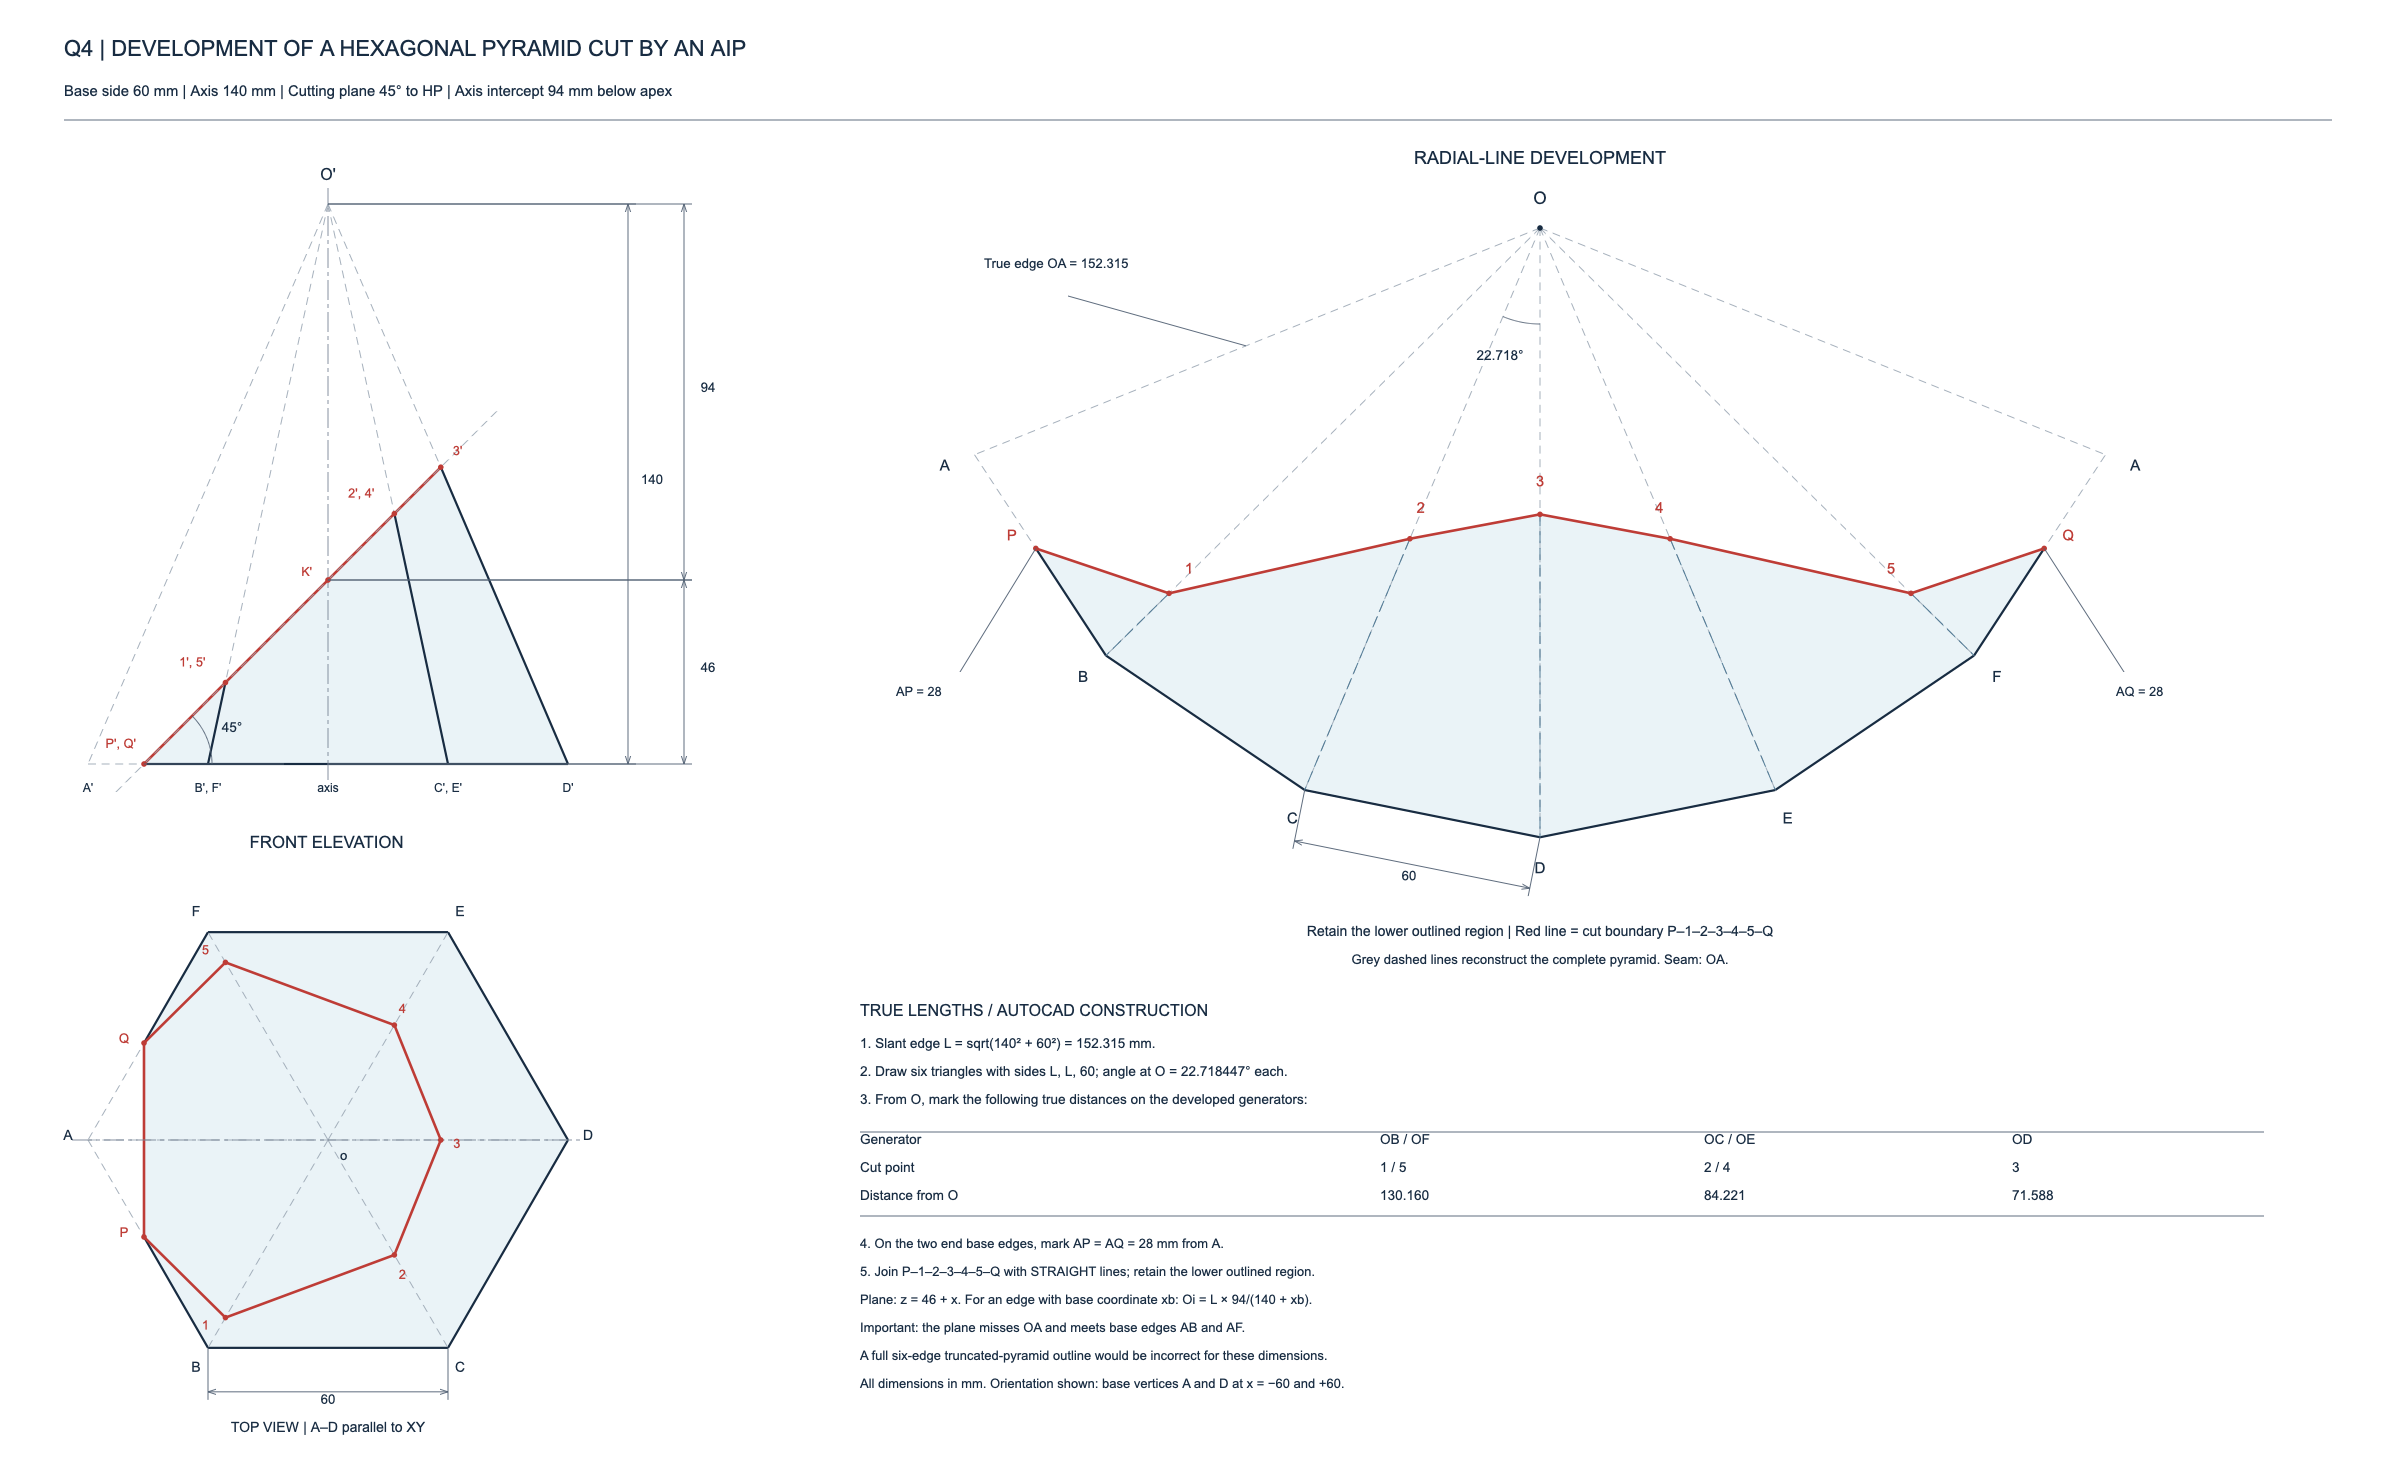 Q4 | DEVELOPMENT OF A HEXAGONAL PYRAMID CUT BY AN AIP
Base side 60 mm | Axis 140 mm | Cutting plane 45° to HP | Axis intercept 94 mm below apex
O'
94
3'
140
2', 4'
K'
46
1', 5'
45°
P', Q'
A'
B', F'
axis
C', E'
D'
FRONT ELEVATION
F
E
5
4
Q
A
D
3
o
P
2
1
B
C
60
TOP VIEW | A–D parallel to XY
RADIAL-LINE DEVELOPMENT
O
True edge OA = 152.315
22.718°
A
A
3
2
4
P
Q
1
5
B
F
AP = 28
AQ = 28
C
E
D
60
Retain the lower outlined region | Red line = cut boundary P–1–2–3–4–5–Q
Grey dashed lines reconstruct the complete pyramid. Seam: OA.
TRUE LENGTHS / AUTOCAD CONSTRUCTION
1. Slant edge L = sqrt(140² + 60²) = 152.315 mm.
2. Draw six triangles with sides L, L, 60; angle at O = 22.718447° each.
3. From O, mark the following true distances on the developed generators:
Generator OB / OF OC / OE OD
Cut point 1 / 5 2 / 4 3
Distance from O 130.160 84.221 71.588
4. On the two end base edges, mark AP = AQ = 28 mm from A.
5. Join P–1–2–3–4–5–Q with STRAIGHT lines; retain the lower outlined region.
Plane: z = 46 + x. For an edge with base coordinate xb: Oi = L × 94/(140 + xb).
Important: the plane misses OA and meets base edges AB and AF.
A full six-edge truncated-pyramid outline would be incorrect for these dimensions.
All dimensions in mm. Orientation shown: base vertices A and D at x = −60 and +60.